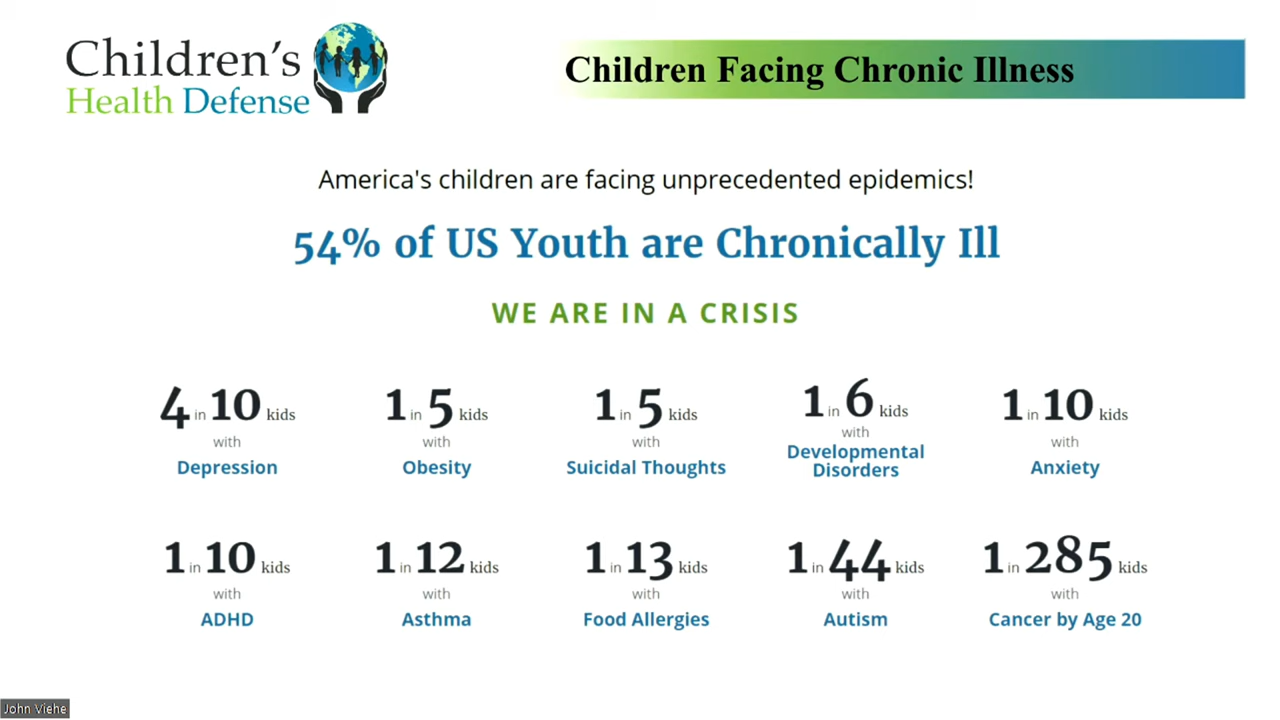 Children's
Health Defense
Children Facing Chronic Illness
America's children are facing unprecedented epidemics!
54% of US Youth are Chronically Ill
WE ARE IN A CRISIS
4 in 10 kids
with
Depression
1 in 5 kids
with
Obesity
1 in 5 kids
with
Suicidal Thoughts
1 in 6 kids
with
Developmental
Disorders
1 in 10 kids
with
Anxiety
1 in 10 kids
with
ADHD
1 in 12 kids
with
Asthma
1 in 13 kids
with
Food Allergies
1 in 44 kids
with
Autism
1 in 285 kids
with
Cancer by Age 20
John Viehe